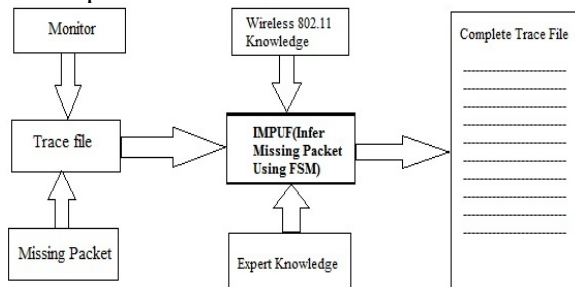 Monitor
Wireless 802.11
Knowledge
Complete Trace File
Trace file
IMPUF(Infer
Missing Packet
Using FSM)
Missing Packet
Expert Knowledge